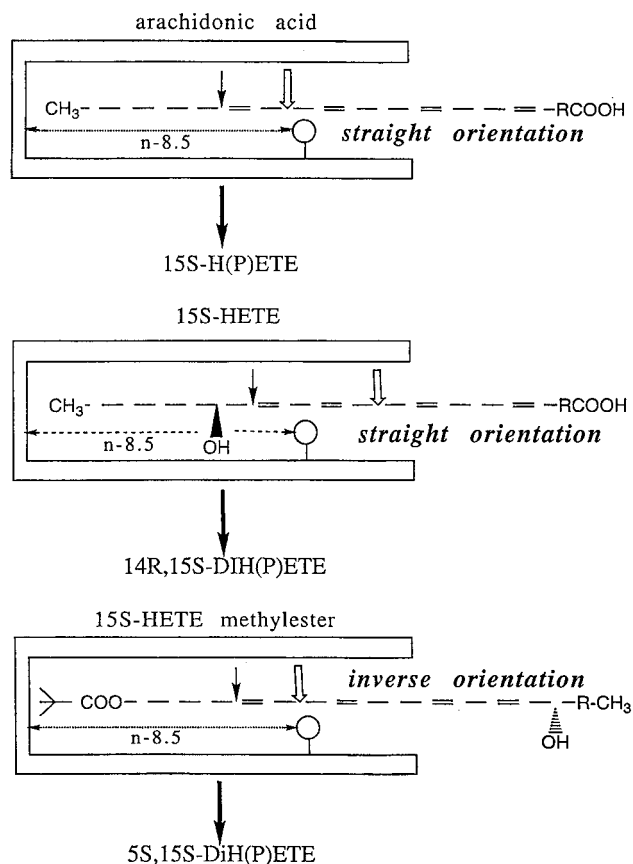 arachidonic acid
CH₃- RCOOH
n-8.5 straight orientation
15S-H(P)ETE
15S-HETE
CH₃- RCOOH
n-8.5 OH straight orientation
14R,15S-DIH(P)ETE
15S-HETE methylester
inverse orientation
COO R-CH₃
OH
n-8.5
5S,15S-DiH(P)ETE